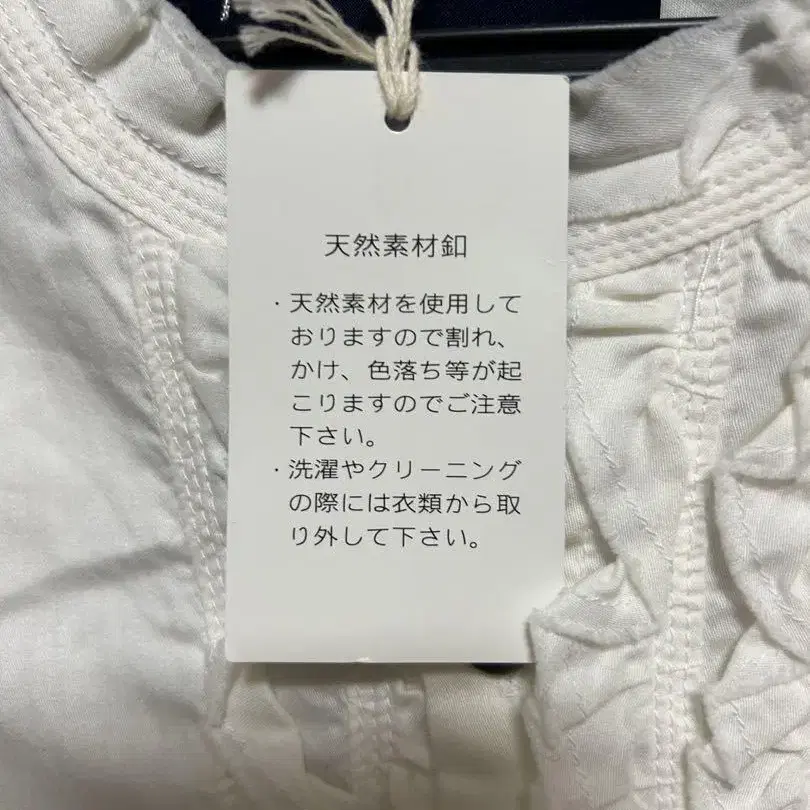 天然素材釦
・天然素材を使用して
おりますので割れ、
かけ、色落ち等が起
こりますのでご注意
下さい。
・洗濯やクリーニング
の際には衣類から取
り外して下さい。